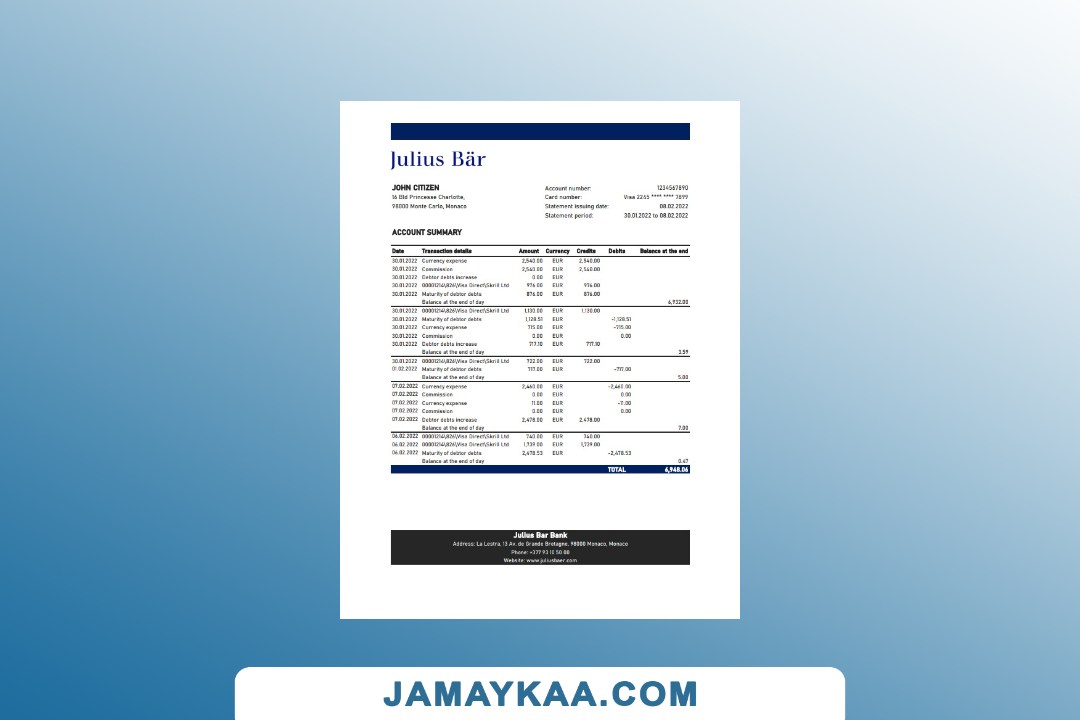 Julius Bär
JOHN CITIZEN
16 Bld Princesse Charlotte,
98000 Monte Carlo, Monaco
Account number: 1234567890
Card number: Visa 2245 **** **** 7899
Statement issuing date: 08.02.2022
Statement period: 30.01.2022 to 08.02.2022
ACCOUNT SUMMARY
Date Transaction details Amount Currency Credits Debits Balance at the end
30.01.2022 Currency expense 2,540.00 EUR 2,540.00
30.01.2022 Commission 2,540.00 EUR 2,540.00
30.01.2022 Debtor debts increase 0.00 EUR
30.01.2022 00001214\826\Visa Direct\Skrill Ltd 976.00 EUR 976.00
30.01.2022 Maturity of debtor debts 876.00 EUR 876.00
Balance at the end of day 6,932.00
30.01.2022 00001214\826\Visa Direct\Skrill Ltd 1,130.00 EUR 1,130.00
30.01.2022 Maturity of debtor debts 1,128.51 EUR -1,128.51
30.01.2022 Currency expense 715.00 EUR -715.00
30.01.2022 Commission 0.00 EUR 0.00
30.01.2022 Debtor debts increase 717.10 EUR 717.10
Balance at the end of day 3.59
30.01.2022 00001214\826\Visa Direct\Skrill Ltd 722.00 EUR 722.00
01.02.2022 Maturity of debtor debts 717.00 EUR -717.00
Balance at the end of day 5.00
07.02.2022 Currency expense 2,460.00 EUR -2,460.00
07.02.2022 Commission 0.00 EUR 0.00
07.02.2022 Currency expense 11.00 EUR -11.00
07.02.2022 Commission 0.00 EUR 0.00
07.02.2022 Debtor debts increase 2,478.00 EUR 2,478.00
Balance at the end of day 7.00
06.02.2022 00001214\826\Visa Direct\Skrill Ltd 740.00 EUR 740.00
06.02.2022 00001214\826\Visa Direct\Skrill Ltd 1,739.00 EUR 1,739.00
06.02.2022 Maturity of debtor debts 2,478.53 EUR -2,478.53
Balance at the end of day 0.47
TOTAL 6,948.06
Julius Bar Bank
Address: La Lestra, 12 Av. de Grande Bretagne, 98000 Monaco, Monaco
Phone: +377 93 10 50 00
Website: www.juliusbaer.com
JAMAYKAA.COM